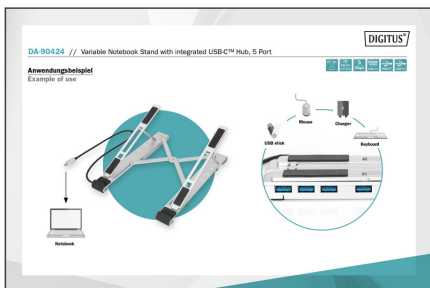 DIGITUS®
DA-90424 // Variable Notebook Stand with integrated USB-C™ Hub, 5 Port
Anwendungsbeispiel
Example of use
Mouse
Charger
USB stick
Keyboard
Notebook